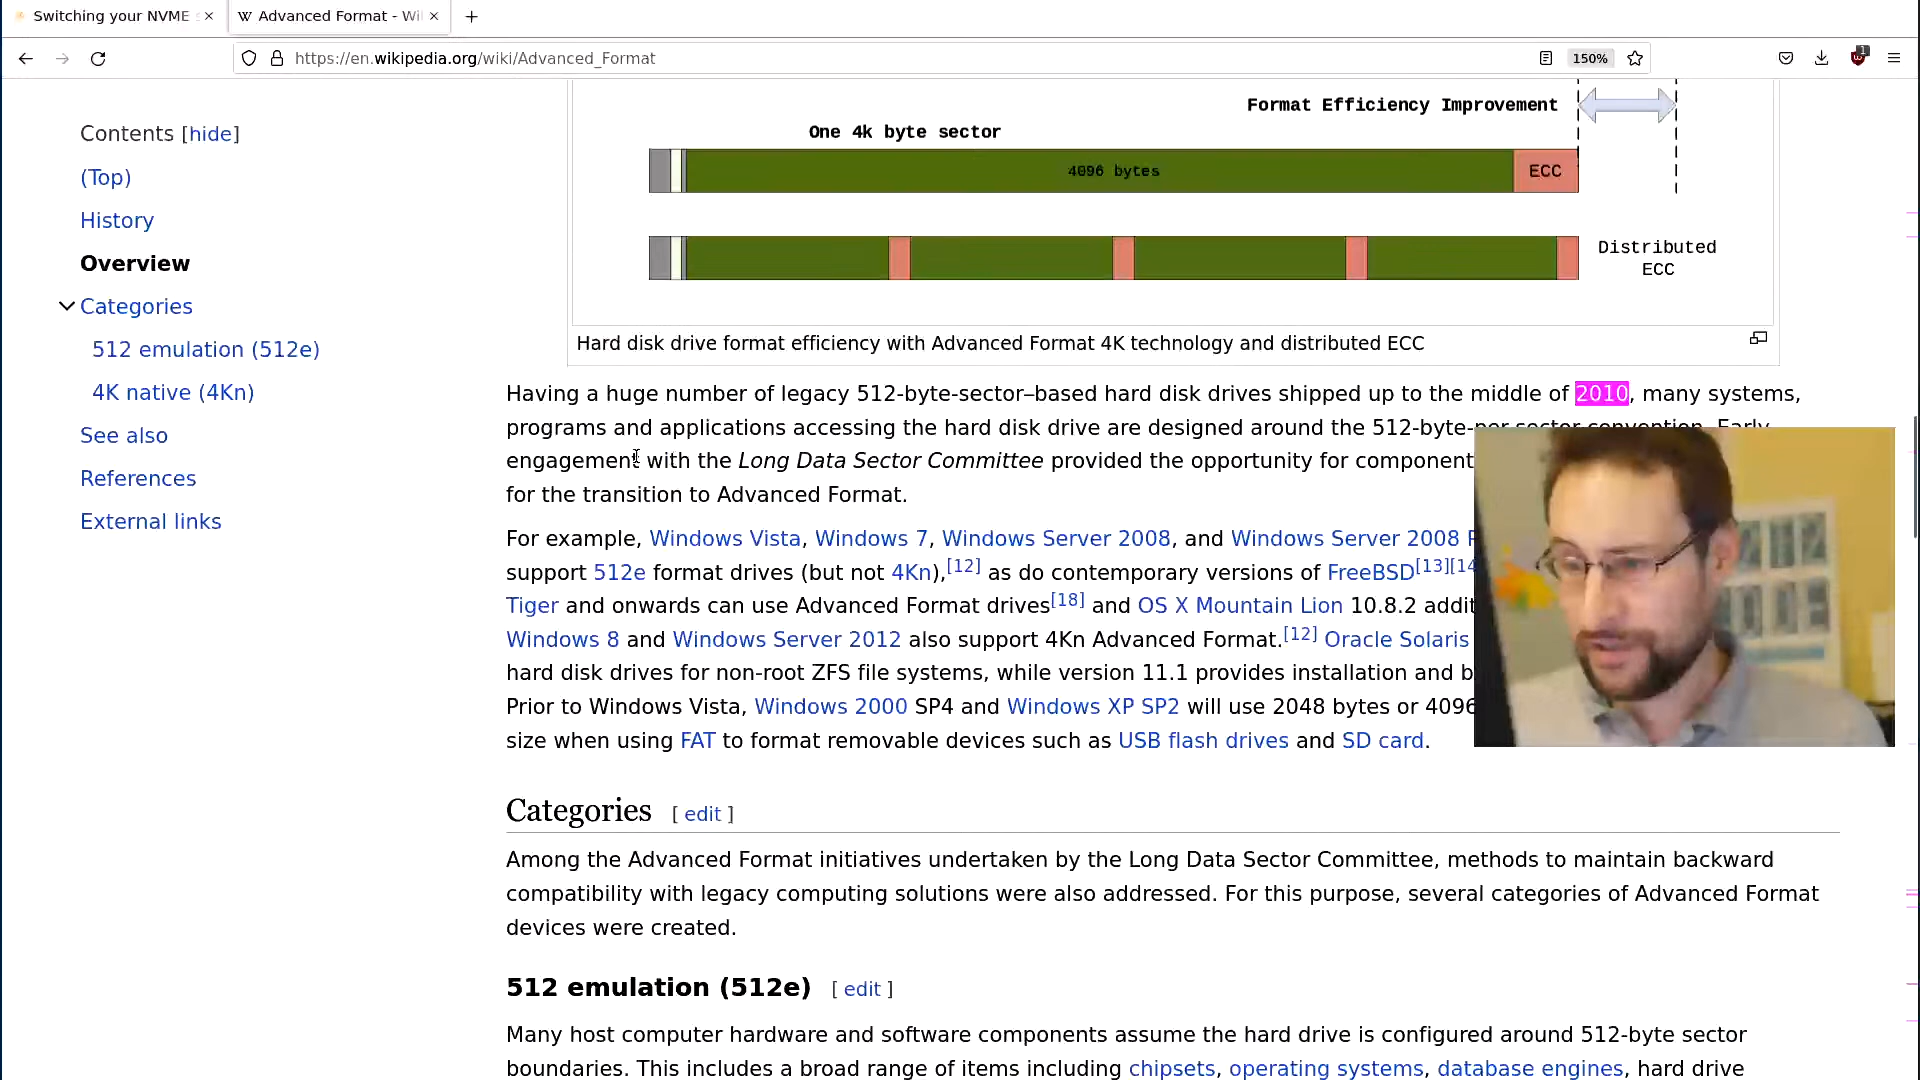 Switching your NVME
Advanced Format - Wi
https://en.wikipedia.org/wiki/Advanced_Format
150%
1
Contents [hide]
(Top)
History
Overview
Categories
512 emulation (512e)
4K native (4Kn)
See also
References
External links
Format Efficiency Improvement
One 4k byte sector
4096 bytes
ECC
Distributed
ECC
Hard disk drive format efficiency with Advanced Format 4K technology and distributed ECC
Having a huge number of legacy 512-byte-sector–based hard disk drives shipped up to the middle of 2010, many systems,
programs and applications accessing the hard disk drive are designed around the 512-byte-per-sector convention. Early
engagement with the Long Data Sector Committee provided the opportunity for component
for the transition to Advanced Format.
For example, Windows Vista, Windows 7, Windows Server 2008, and Windows Server 2008
support 512e format drives (but not 4Kn),[12] as do contemporary versions of FreeBSD[13][14
Tiger and onwards can use Advanced Format drives[18] and OS X Mountain Lion 10.8.2 addit
Windows 8 and Windows Server 2012 also support 4Kn Advanced Format.[12] Oracle Solaris
hard disk drives for non-root ZFS file systems, while version 11.1 provides installation and b
Prior to Windows Vista, Windows 2000 SP4 and Windows XP SP2 will use 2048 bytes or 4096
size when using FAT to format removable devices such as USB flash drives and SD card.
Categories [ edit ]
Among the Advanced Format initiatives undertaken by the Long Data Sector Committee, methods to maintain backward
compatibility with legacy computing solutions were also addressed. For this purpose, several categories of Advanced Format
devices were created.
512 emulation (512e) [ edit ]
Many host computer hardware and software components assume the hard drive is configured around 512-byte sector
boundaries. This includes a broad range of items including chipsets, operating systems, database engines, hard drive